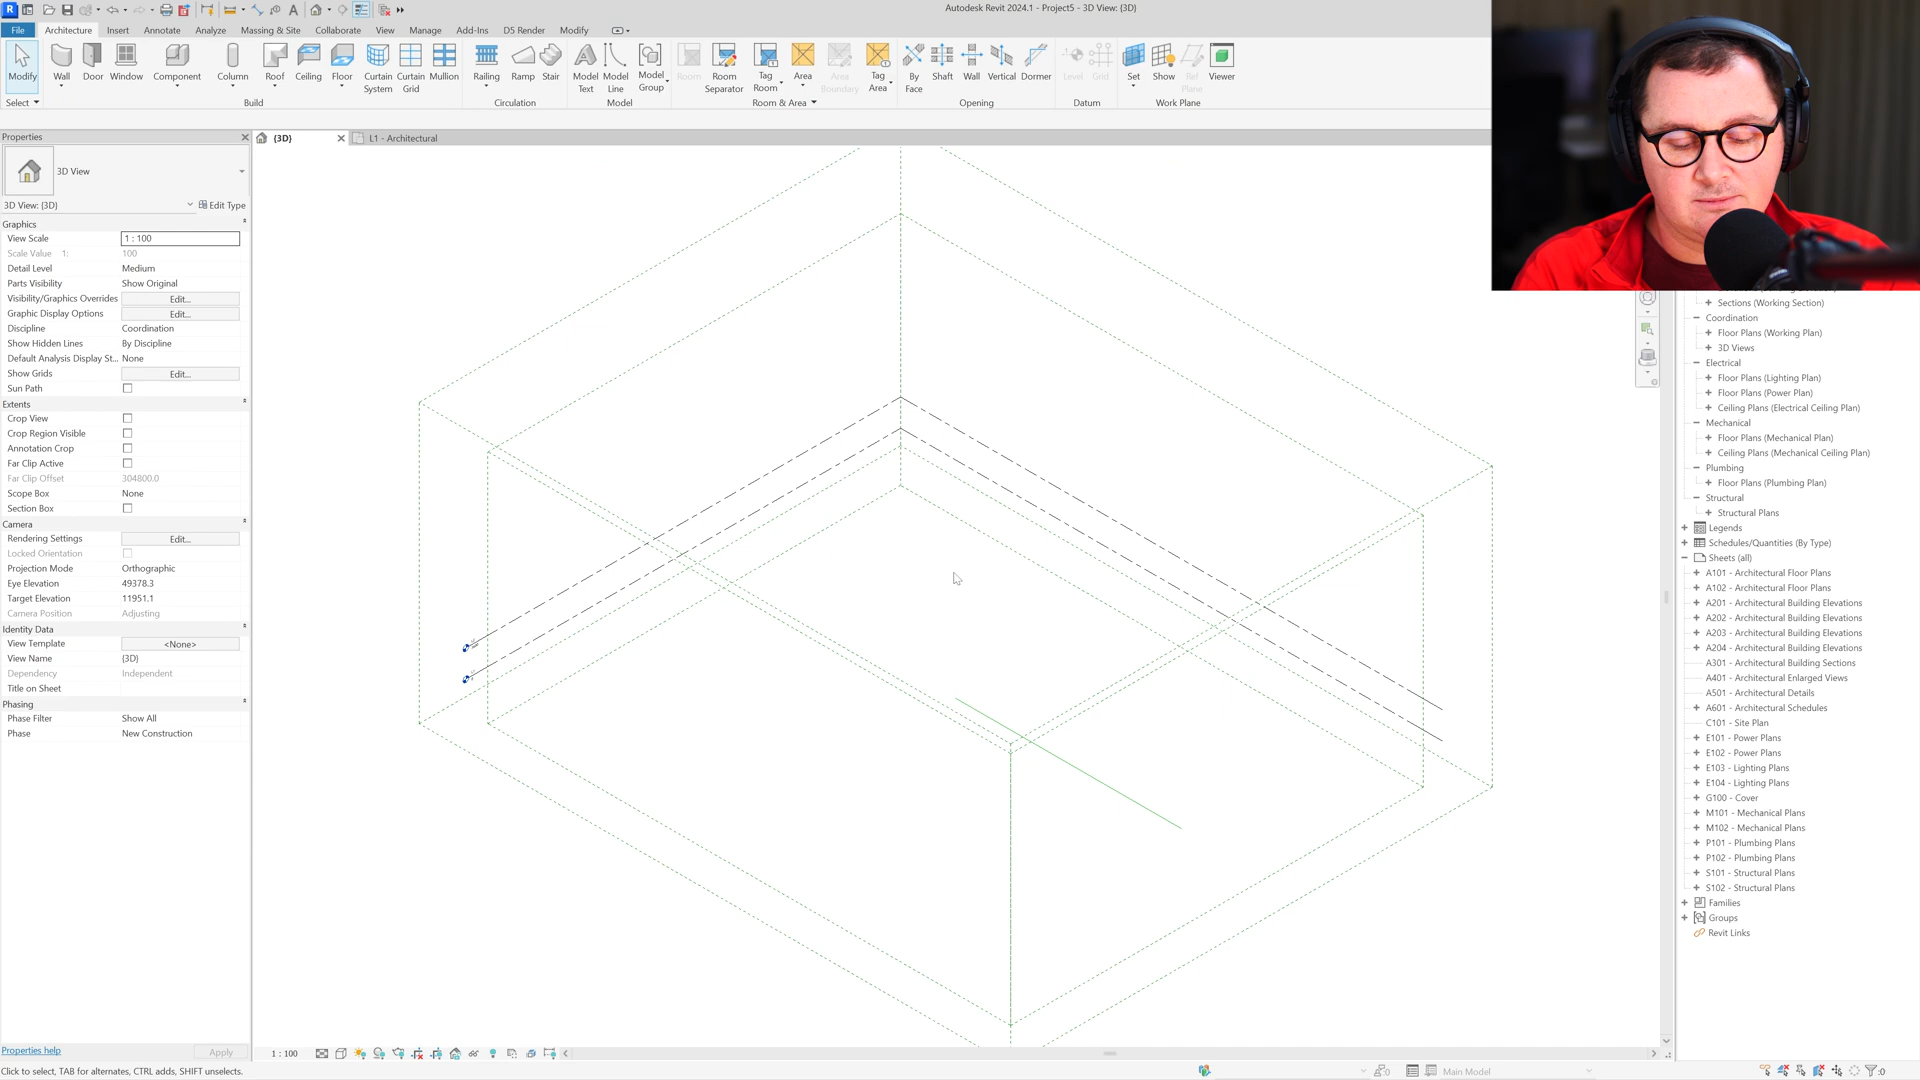 Autodesk Revit 2024.1 - Project5 - 3D View: {3D}
File Architecture Insert Annotate Analyze Massing & Site Collaborate View Manage Add-Ins D5 Render Modify
Modify Wall Door Window Component Column Roof Ceiling Floor Curtain System Curtain Grid Mullion Railing Ramp Stair Model Text Model Line Model Group Room Room Separator Tag Room Area Area Boundary Tag Area By Face Shaft Wall Vertical Dormer Level Grid Set Show Ref Plane Viewer
Select Build Circulation Model Room & Area Opening Datum Work Plane
Properties
{3D} L1 - Architectural
3D View
3D View: {3D} Edit Type
Graphics
View Scale 1 : 100
Scale Value 1: 100
Detail Level Medium
Parts Visibility Show Original
Visibility/Graphics Overrides Edit...
Graphic Display Options Edit...
Discipline Coordination
Show Hidden Lines By Discipline
Default Analysis Display St... None
Show Grids Edit...
Sun Path
Extents
Crop View
Crop Region Visible
Annotation Crop
Far Clip Active
Far Clip Offset 304800.0
Scope Box None
Section Box
Camera
Rendering Settings Edit...
Locked Orientation
Projection Mode Orthographic
Eye Elevation 49378.3
Target Elevation 11951.1
Camera Position Adjusting
Identity Data
View Template <None>
View Name {3D}
Dependency Independent
Title on Sheet
Phasing
Phase Filter Show All
Phase New Construction
Properties help Apply
Sections (Working Section)
Coordination
Floor Plans (Working Plan)
3D Views
Electrical
Floor Plans (Lighting Plan)
Floor Plans (Power Plan)
Ceiling Plans (Electrical Ceiling Plan)
Mechanical
Floor Plans (Mechanical Plan)
Ceiling Plans (Mechanical Ceiling Plan)
Plumbing
Floor Plans (Plumbing Plan)
Structural
Structural Plans
Legends
Schedules/Quantities (By Type)
Sheets (all)
A101 - Architectural Floor Plans
A102 - Architectural Floor Plans
A201 - Architectural Building Elevations
A202 - Architectural Building Elevations
A203 - Architectural Building Elevations
A204 - Architectural Building Elevations
A301 - Architectural Building Sections
A401 - Architectural Enlarged Views
A501 - Architectural Details
A601 - Architectural Schedules
C101 - Site Plan
E101 - Power Plans
E102 - Power Plans
E103 - Lighting Plans
E104 - Lighting Plans
G100 - Cover
M101 - Mechanical Plans
M102 - Mechanical Plans
P101 - Plumbing Plans
P102 - Plumbing Plans
S101 - Structural Plans
S102 - Structural Plans
Families
Groups
Revit Links
1 : 100
Click to select, TAB for alternates, CTRL adds, SHIFT unselects. :0 Main Model :0